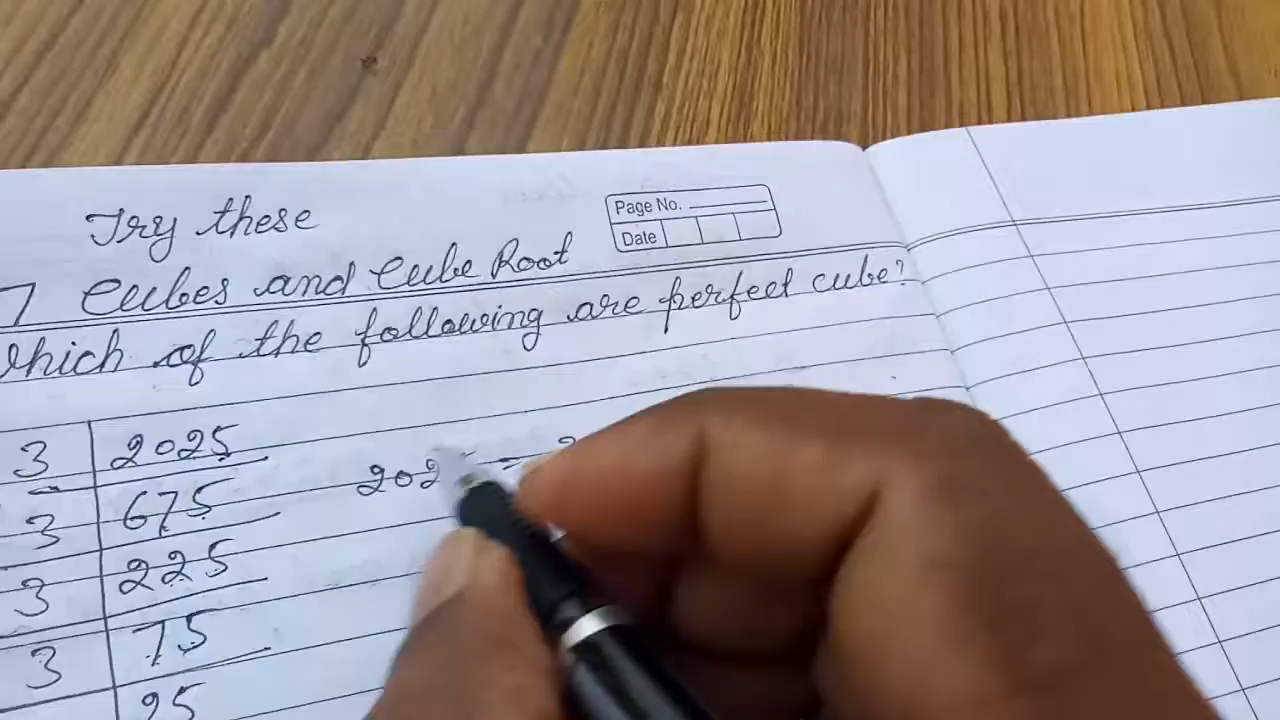 Try these
Page No.
Date
7 Cubes and Cube Root
which of the following are perfect cube?
3 2025
3 675
3 225
3 75
25
202 =